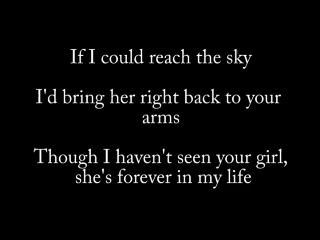 If I could reach the sky
I'd bring her right back to your
arms
Though I haven't seen your girl,
she's forever in my life